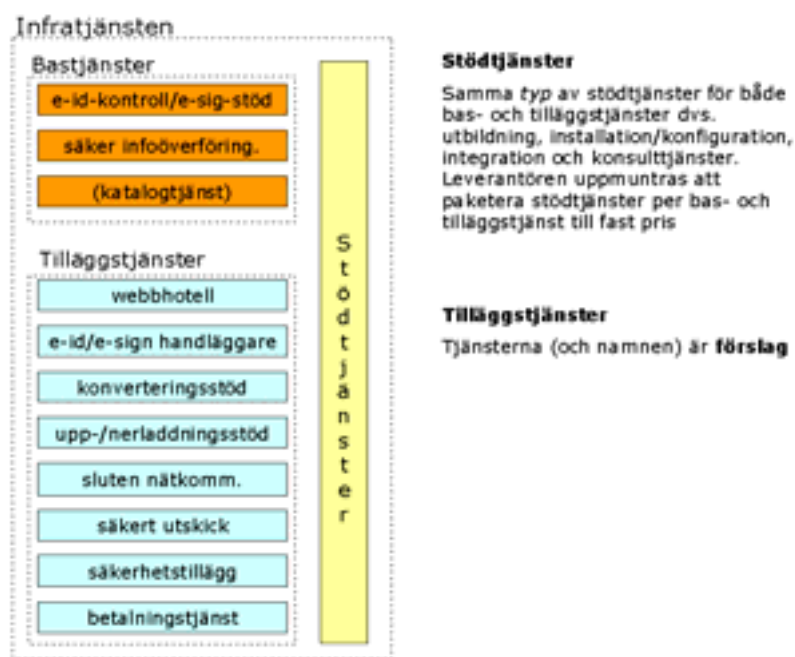 Infratjänsten
Bastjänster
e-id-kontroll/e-sig-stöd
säker infoöverföring.
(katalogtjänst)
Tilläggstjänster
webbhotell
e-id/e-sign handläggare
konverteringsstöd
upp-/nerladdningsstöd
sluten nätkomm.
säkert utskick
säkerhetstillägg
betalningstjänst
Stödtjänster
Stödtjänster
Samma typ av stödtjänster för både
bas- och tilläggstjänster dvs.
utbildning, installation/konfiguration,
integration och konsulttjänster.
Leverantören uppmuntras att
paketera stödtjänster per bas- och
tilläggstjänst till fast pris
Tilläggstjänster
Tjänsterna (och namnen) är förslag